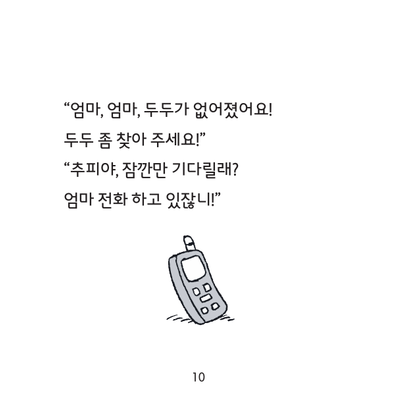 “엄마, 엄마, 두두가 없어졌어요!
두두 좀 찾아 주세요!”
“추피야, 잠깐만 기다릴래?
엄마 전화 하고 있잖니!”
10